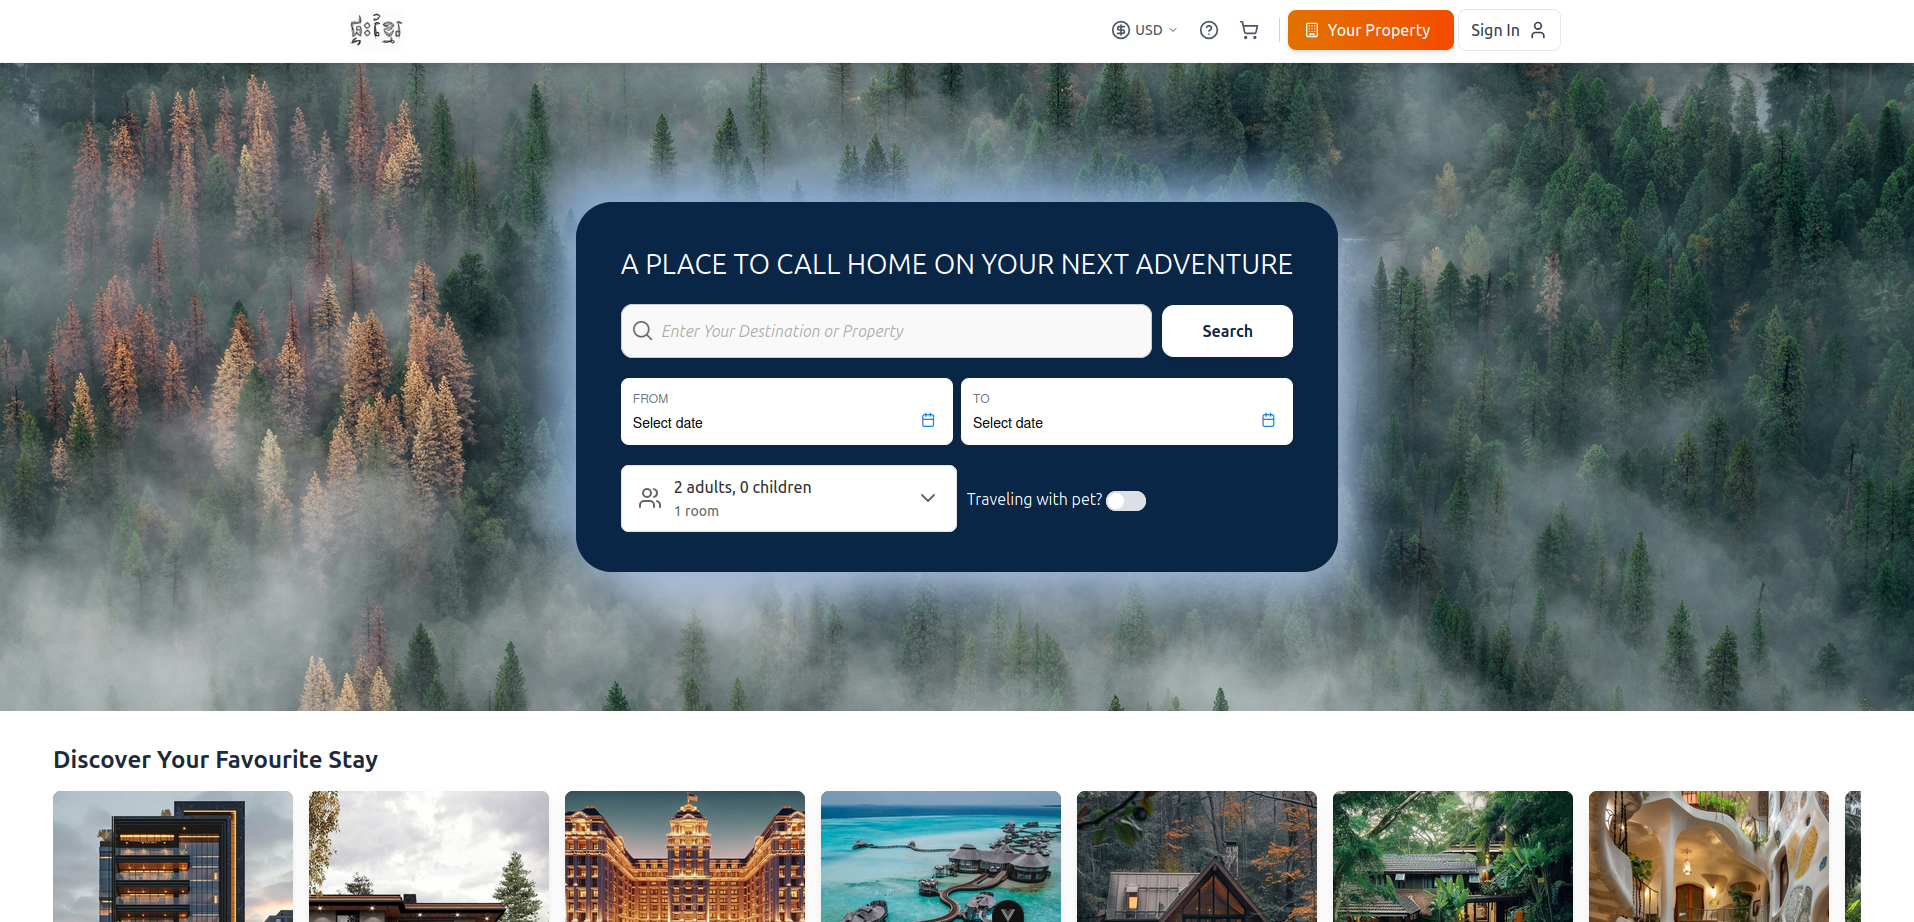 ផ្ទះខ្មែរ
USD
Your Property
Sign In
A PLACE TO CALL HOME ON YOUR NEXT ADVENTURE
Enter Your Destination or Property
Search
FROM
Select date
TO
Select date
2 adults, 0 children
1 room
Traveling with pet?
Discover Your Favourite Stay